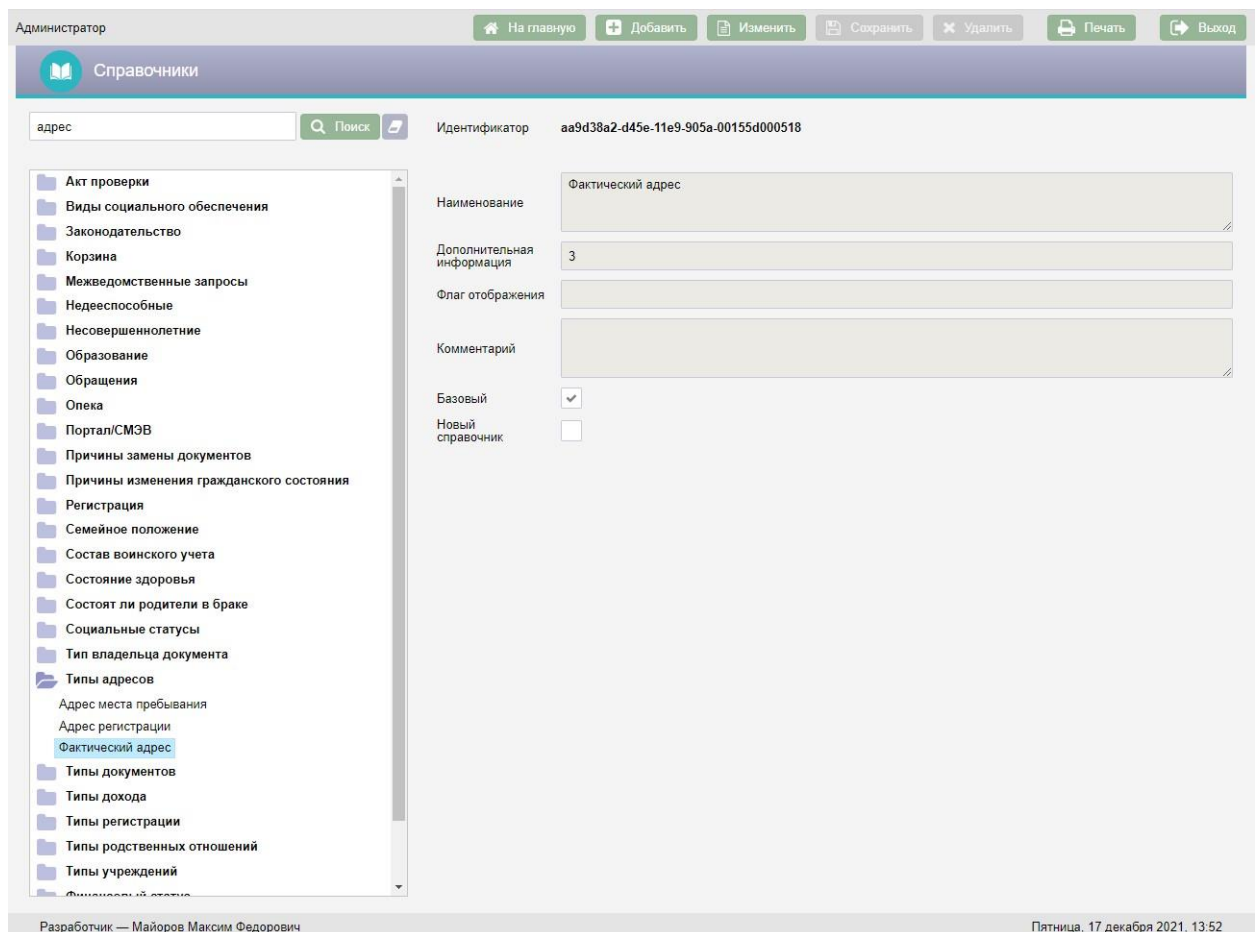 Администратор
На главную
Добавить
Изменить
Сохранить
Удалить
Печать
Выход
Справочники
адрес
Поиск
Идентификатор aa9d38a2-d45e-11e9-905a-00155d000518
Акт проверки
Виды социального обеспечения
Законодательство
Корзина
Межведомственные запросы
Недееспособные
Несовершеннолетние
Образование
Обращения
Опека
Портал/СМЭВ
Причины замены документов
Причины изменения гражданского состояния
Регистрация
Семейное положение
Состав воинского учета
Состояние здоровья
Состоят ли родители в браке
Социальные статусы
Тип владельца документа
Типы адресов
Адрес места пребывания
Адрес регистрации
Фактический адрес
Типы документов
Типы дохода
Типы регистрации
Типы родственных отношений
Типы учреждений
Финансовый статус
Наименование
Фактический адрес
Дополнительная
информация
3
Флаг отображения
Комментарий
Базовый
Новый
справочник
Разработчик — Майоров Максим Федорович
Пятница, 17 декабря 2021, 13:52